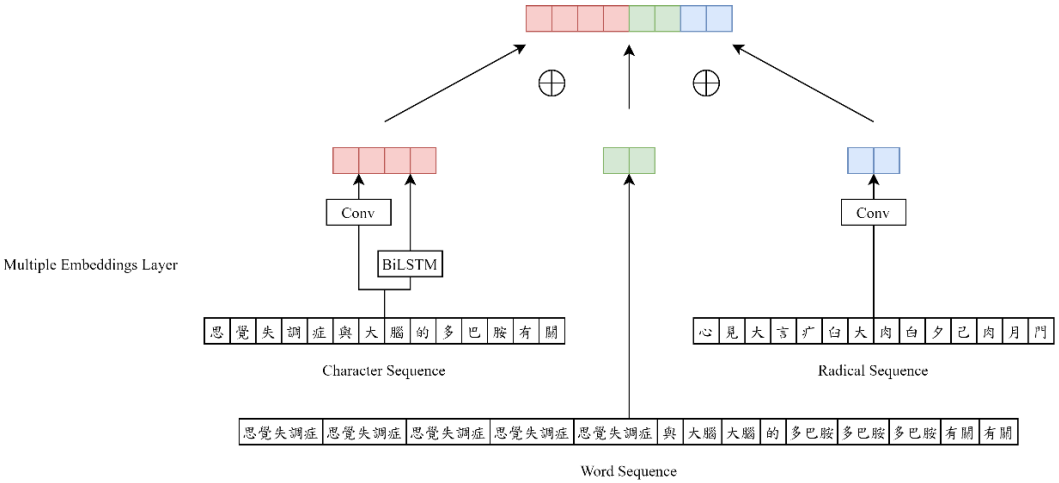 Conv
Conv
BiLSTM
Multiple Embeddings Layer
思 覺 失 調 症 與 大 腦 的 多 巴 胺 有 關
心 見 大 言 疒 臼 大 肉 白 夕 己 肉 月 門
Character Sequence
Radical Sequence
思覺失調症 思覺失調症 思覺失調症 思覺失調症 思覺失調症 與 大腦 大腦 的 多巴胺 多巴胺 多巴胺 有關 有關
Word Sequence